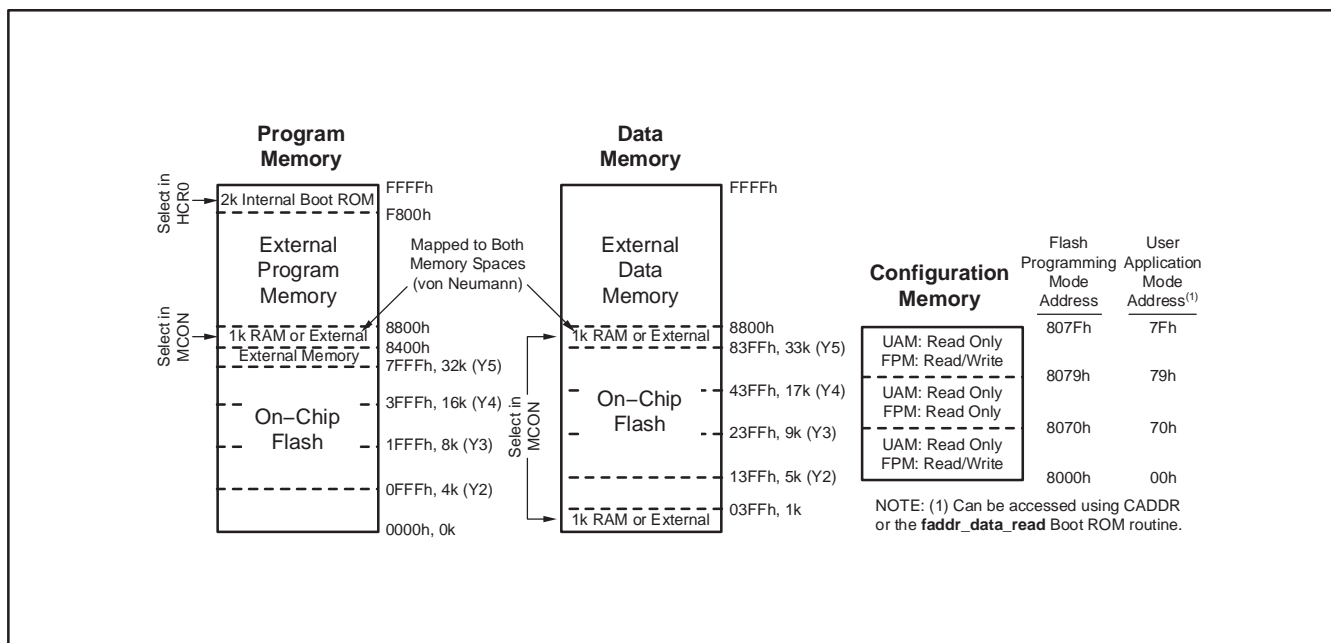 Program
Memory
Select in
HCR0
2k Internal Boot ROM
FFFFh
F800h
External
Program
Memory
Mapped to Both
Memory Spaces
(von Neumann)
Select in
MCON
1k RAM or External
8800h
8400h
External Memory
7FFFh, 32k (Y5)
3FFFh, 16k (Y4)
On–Chip
Flash
1FFFh, 8k (Y3)
0FFFh, 4k (Y2)
0000h, 0k
Data
Memory
FFFFh
External
Data
Memory
8800h
1k RAM or External
83FFh, 33k (Y5)
43FFh, 17k (Y4)
On–Chip
Flash
Select in
MCON
23FFh, 9k (Y3)
13FFh, 5k (Y2)
03FFh, 1k
1k RAM or External
Configuration
Memory
Flash
Programming
Mode
Address
User
Application
Mode
Address(1)
807Fh 7Fh
UAM: Read Only
FPM: Read/Write
8079h 79h
UAM: Read Only
FPM: Read Only
8070h 70h
UAM: Read Only
FPM: Read/Write
8000h 00h
NOTE: (1) Can be accessed using CADDR
or the faddr_data_read Boot ROM routine.